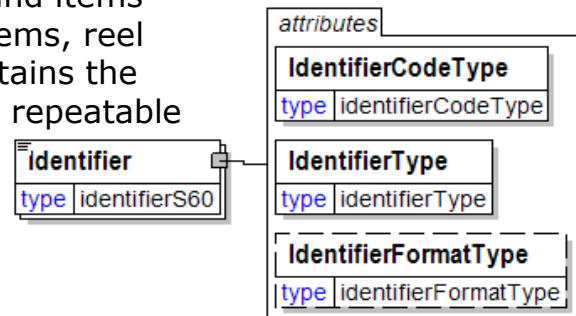 and items
ems, reel
tains the
repeatable
Identifier
type identifierS60
attributes
IdentifierCodeType
type identifierCodeType
IdentifierType
type identifierType
IdentifierFormatType
type identifierFormatType